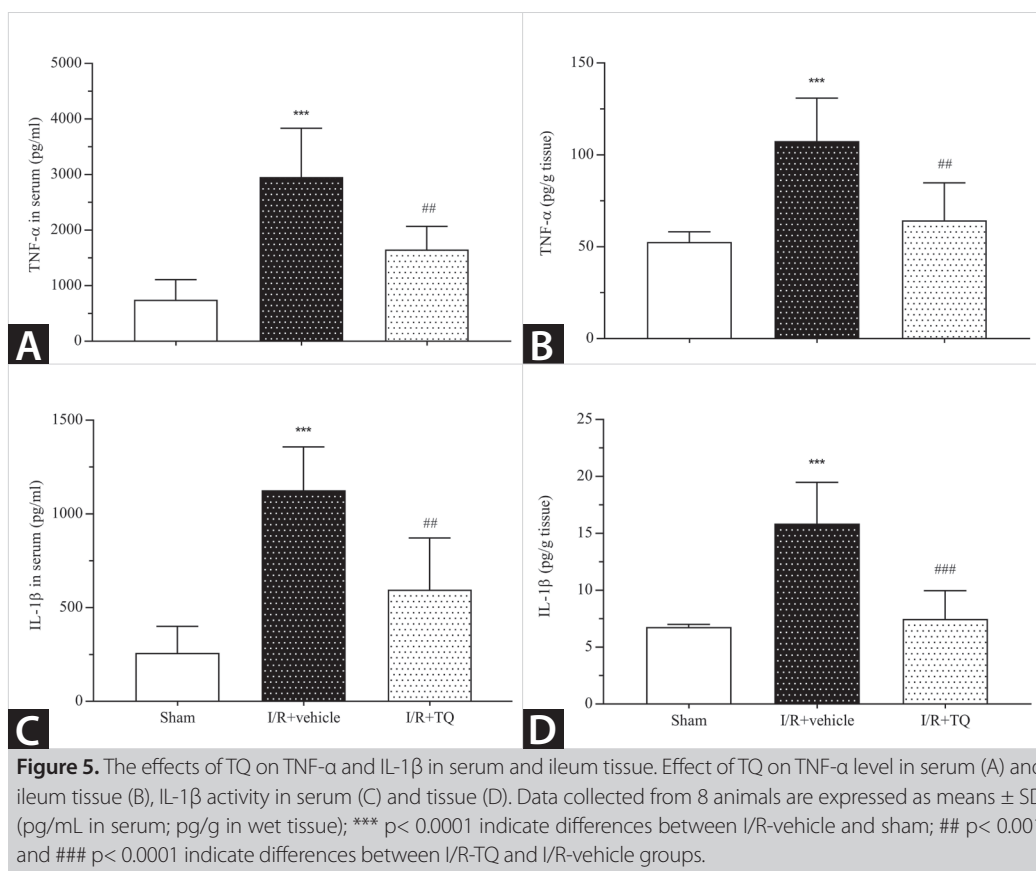 5000
4000
3000
2000
1000
0
TNF-α in serum (pg/ml)
***
##
A
150
100
50
0
TNF-α (pg/g tissue)
***
##
B
1500
1000
500
0
IL-1β in serum (pg/ml)
***
##
Sham I/R+vehicle I/R+TQ
C
25
20
15
10
5
0
IL-1β (pg/g tissue)
***
###
Sham I/R+vehicle I/R+TQ
D
Figure 5. The effects of TQ on TNF-α and IL-1β in serum and ileum tissue. Effect of TQ on TNF-α level in serum (A) and
ileum tissue (B), IL-1β activity in serum (C) and tissue (D). Data collected from 8 animals are expressed as means ± SD
(pg/mL in serum; pg/g in wet tissue); *** p< 0.0001 indicate differences between I/R-vehicle and sham; ## p< 0.001
and ### p< 0.0001 indicate differences between I/R-TQ and I/R-vehicle groups.